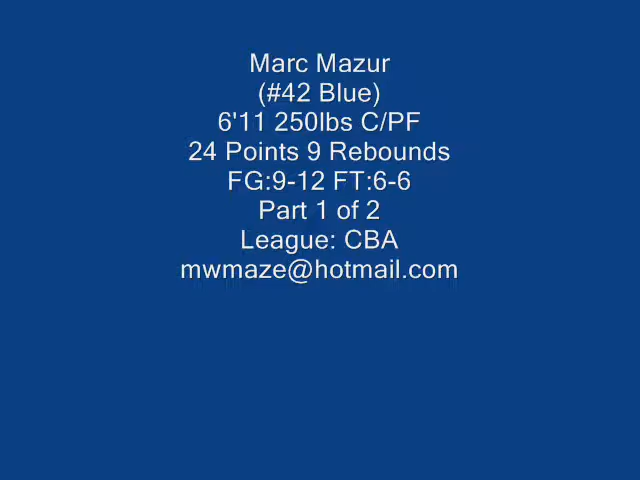 Marc Mazur
(#42 Blue)
6'11 250lbs C/PF
24 Points 9 Rebounds
FG:9-12 FT:6-6
Part 1 of 2
League: CBA
mwmaze@hotmail.com